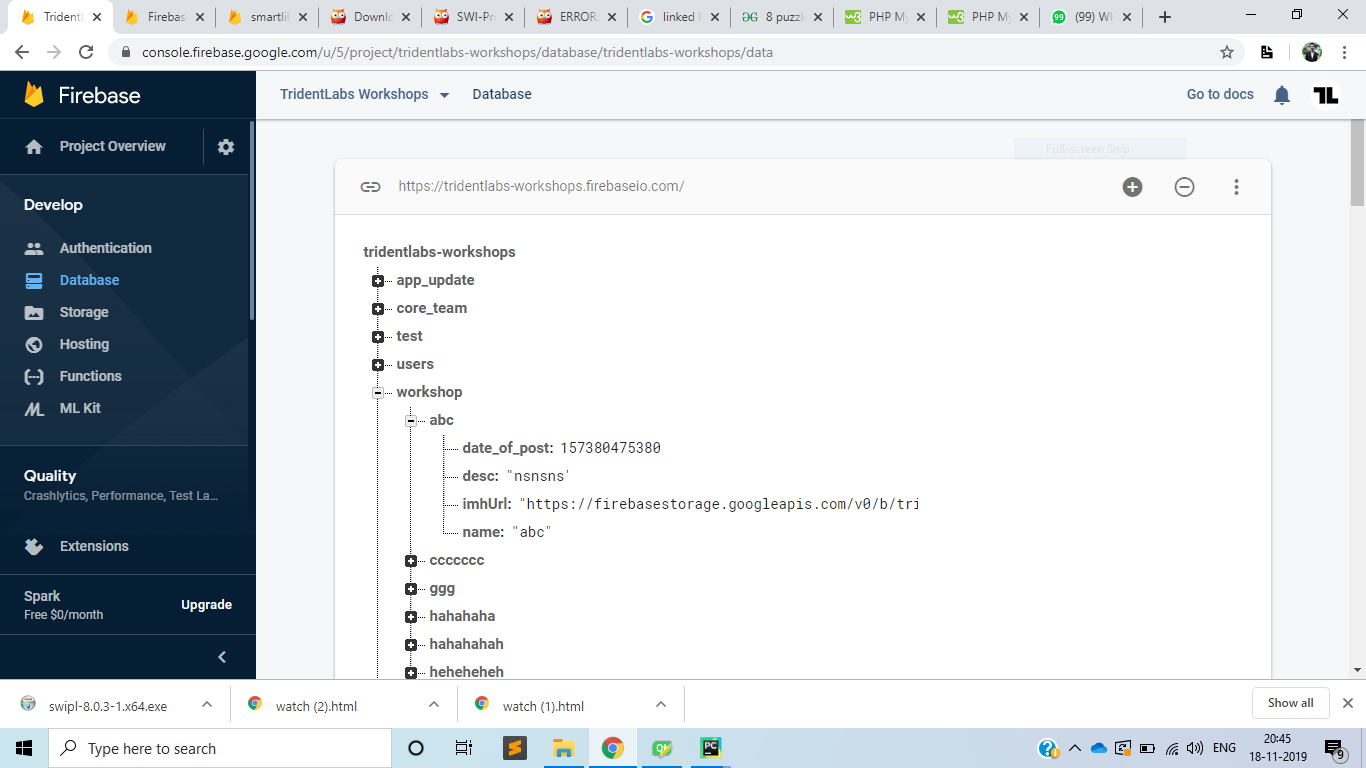 Trident
Firebas
smartli
Downlo
SWI-Pr
ERROR
linked l
8 puzzl
PHP My
PHP My
(99) Wh
console.firebase.google.com/u/5/project/tridentlabs-workshops/database/tridentlabs-workshops/data
Firebase
TridentLabs Workshops
Database
Go to docs
Project Overview
Full-screen Snip
https://tridentlabs-workshops.firebaseio.com/
Develop
Authentication
Database
Storage
Hosting
Functions
ML Kit
Quality
Crashlytics, Performance, Test La...
Extensions
Spark
Free $0/month
Upgrade
tridentlabs-workshops
app_update
core_team
test
users
workshop
abc
date_of_post: 157380475380
desc: "nsnsns"
imhUrl: "https://firebasestorage.googleapis.com/v0/b/tri
name: "abc"
ccccccc
ggg
hahahaha
hahahahah
heheheheh
swipl-8.0.3-1.x64.exe
watch (2).html
watch (1).html
Show all
Type here to search
ENG
20:45
18-11-2019
9